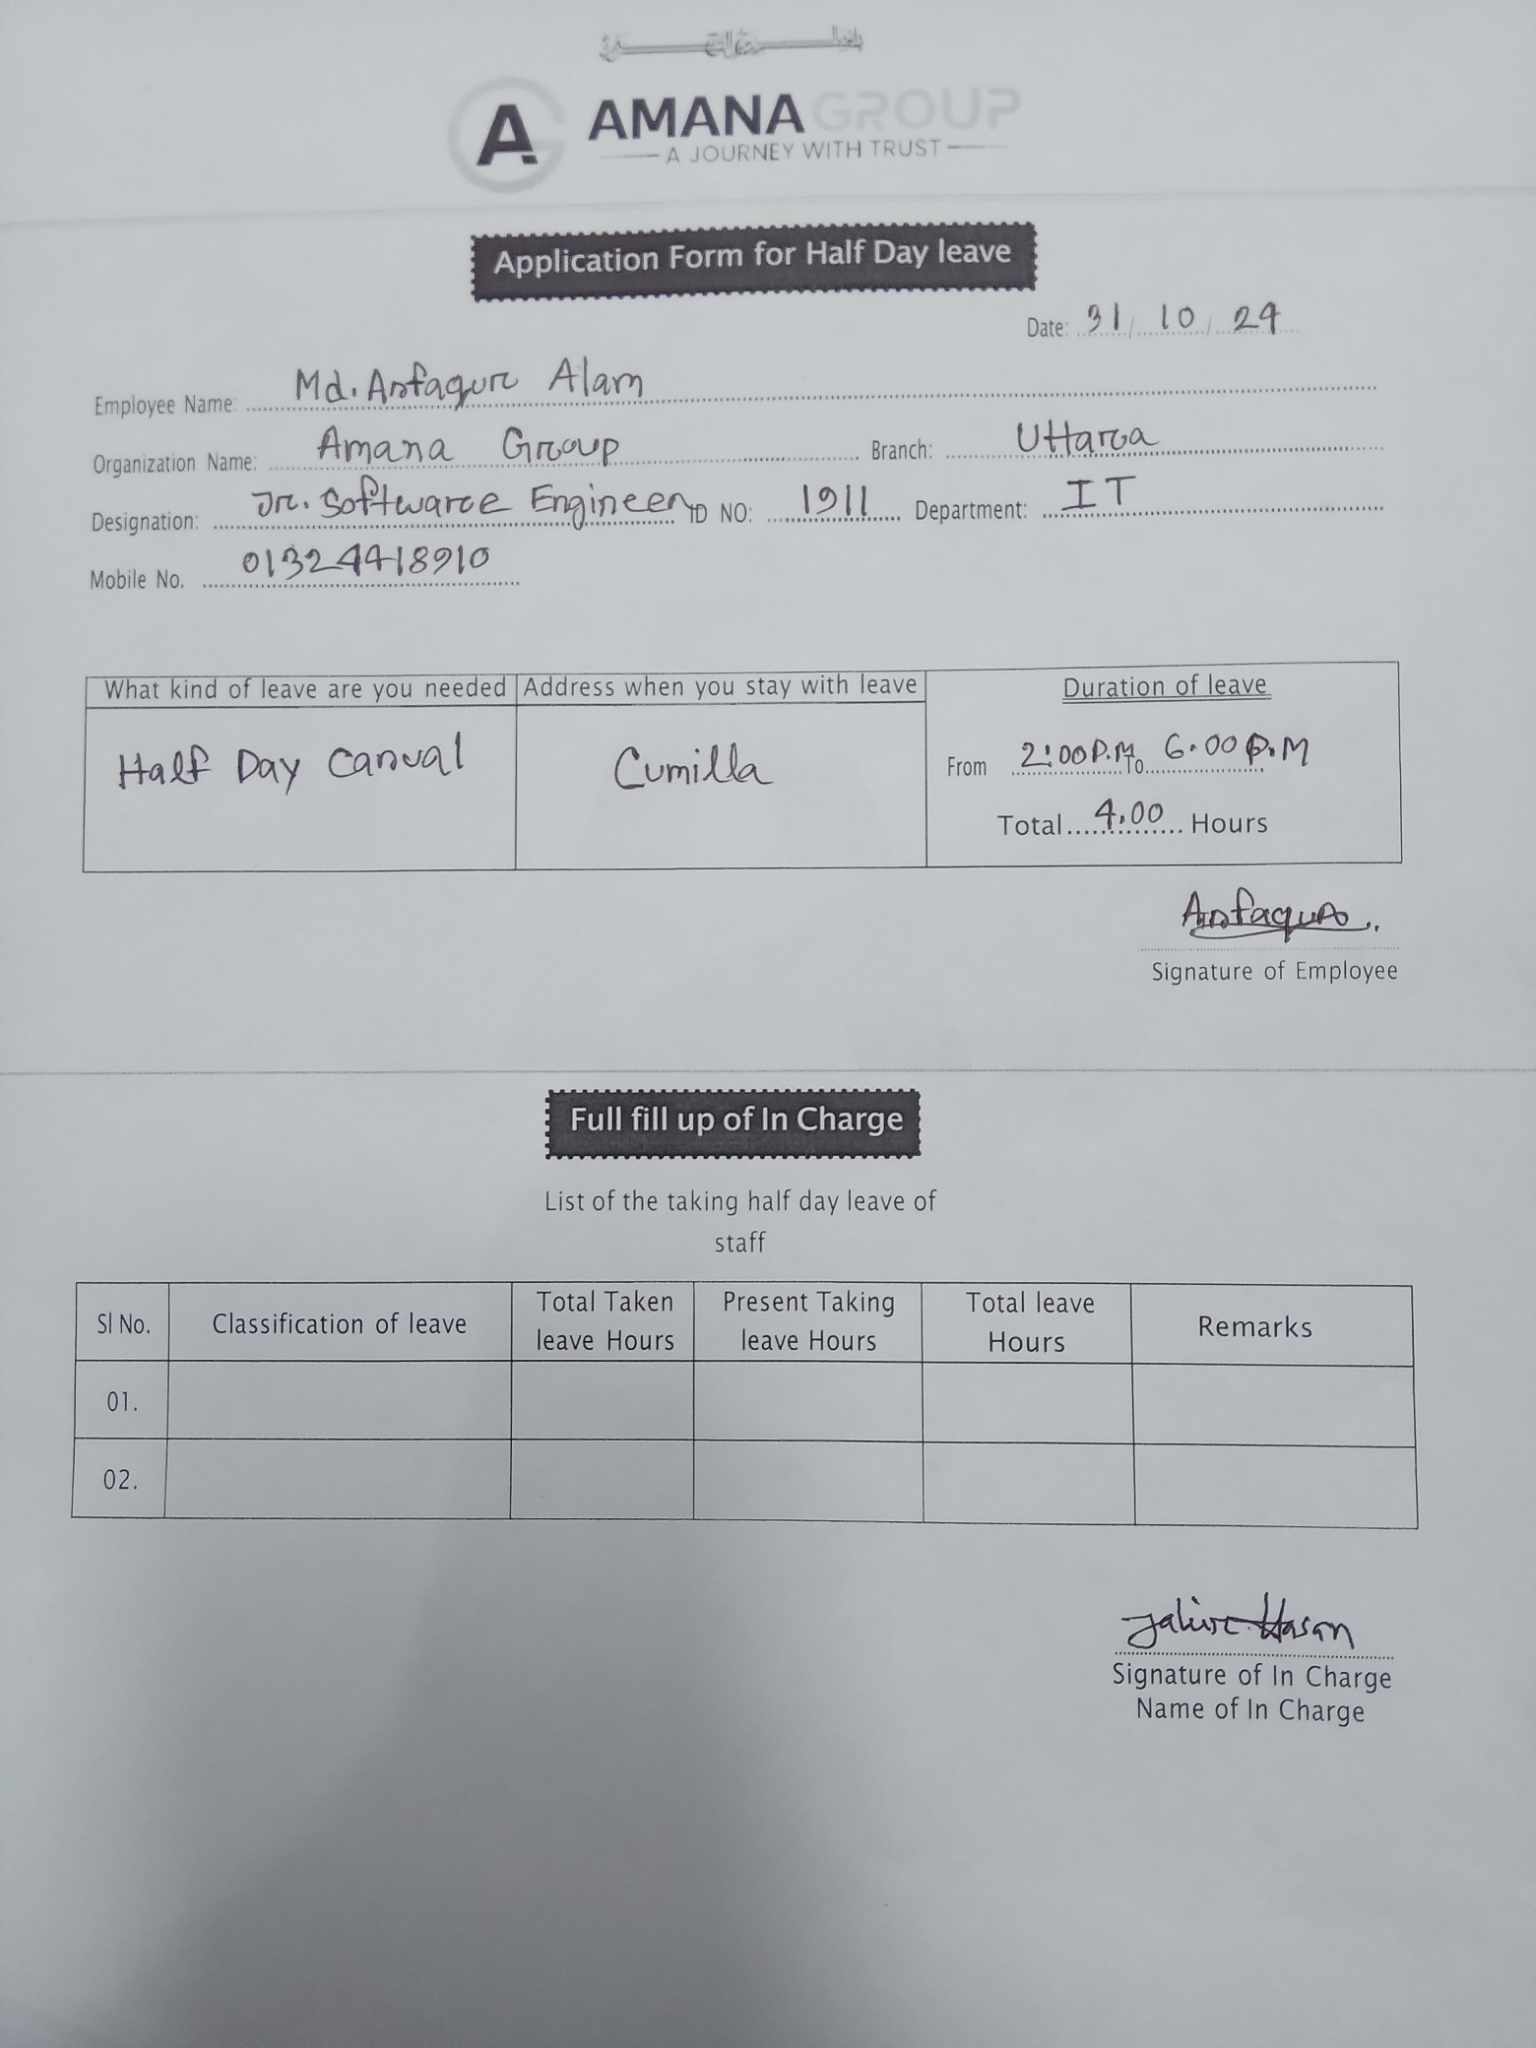 AMANA GROUP
A JOURNEY WITH TRUST
Application Form for Half Day leave
Date: 31/10/24
Employee Name: Md. Asfaqur Alam
Organization Name: Amana Group Branch: Uttara
Designation: Jr. Software Engineer ID NO: 1911 Department: IT
Mobile No. 01324418910
What kind of leave are you needed Address when you stay with leave Duration of leave
Half Day Casual Cumilla From 2:00 P.M To 6.00 P.M
Total 4.00 Hours
Asfaqur.
Signature of Employee
Full fill up of In Charge
List of the taking half day leave of
staff
Sl No. Classification of leave Total Taken leave Hours Present Taking leave Hours Total leave Hours Remarks
01.
02.
Hasan
Signature of In Charge
Name of In Charge